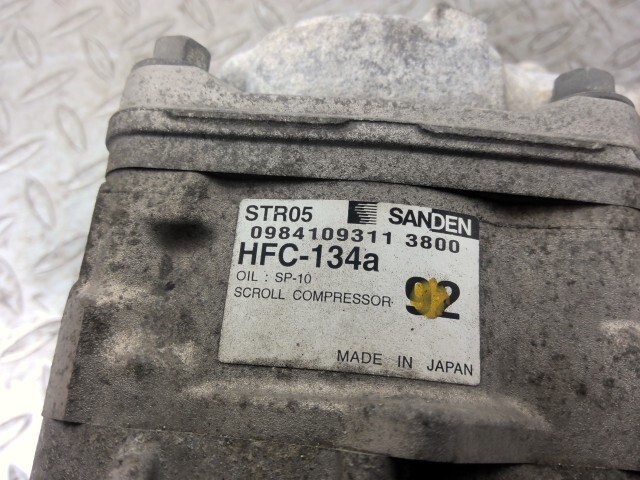 STR05 SANDEN
0984109311 3800
HFC-134a
OIL : SP-10
SCROLL COMPRESSOR 92
MADE IN JAPAN